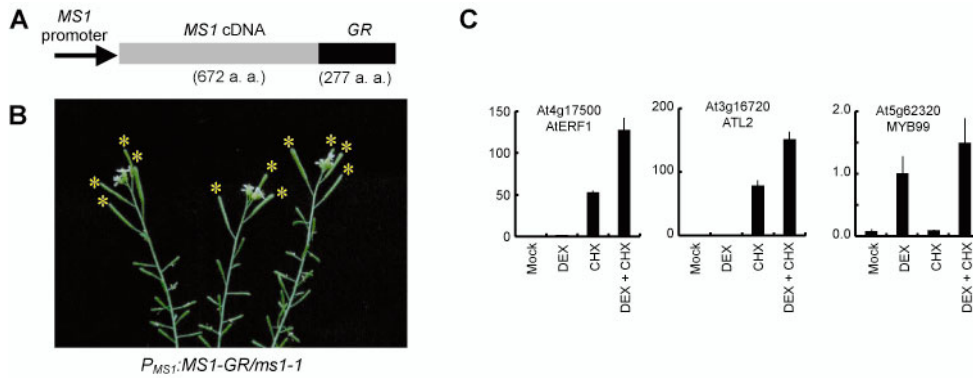 A
MS1
promoter
MS1 cDNA
GR
(672 a. a.)
(277 a. a.)
B
* * * * * * * * * * *
P_MS1:MS1-GR/ms1-1
C
At4g17500
AtERF1
150
100
50
0
Mock
DEX
CHX
DEX + CHX
At3g16720
ATL2
200
100
0
Mock
DEX
CHX
DEX + CHX
At5g62320
MYB99
2.0
1.0
0
Mock
DEX
CHX
DEX + CHX